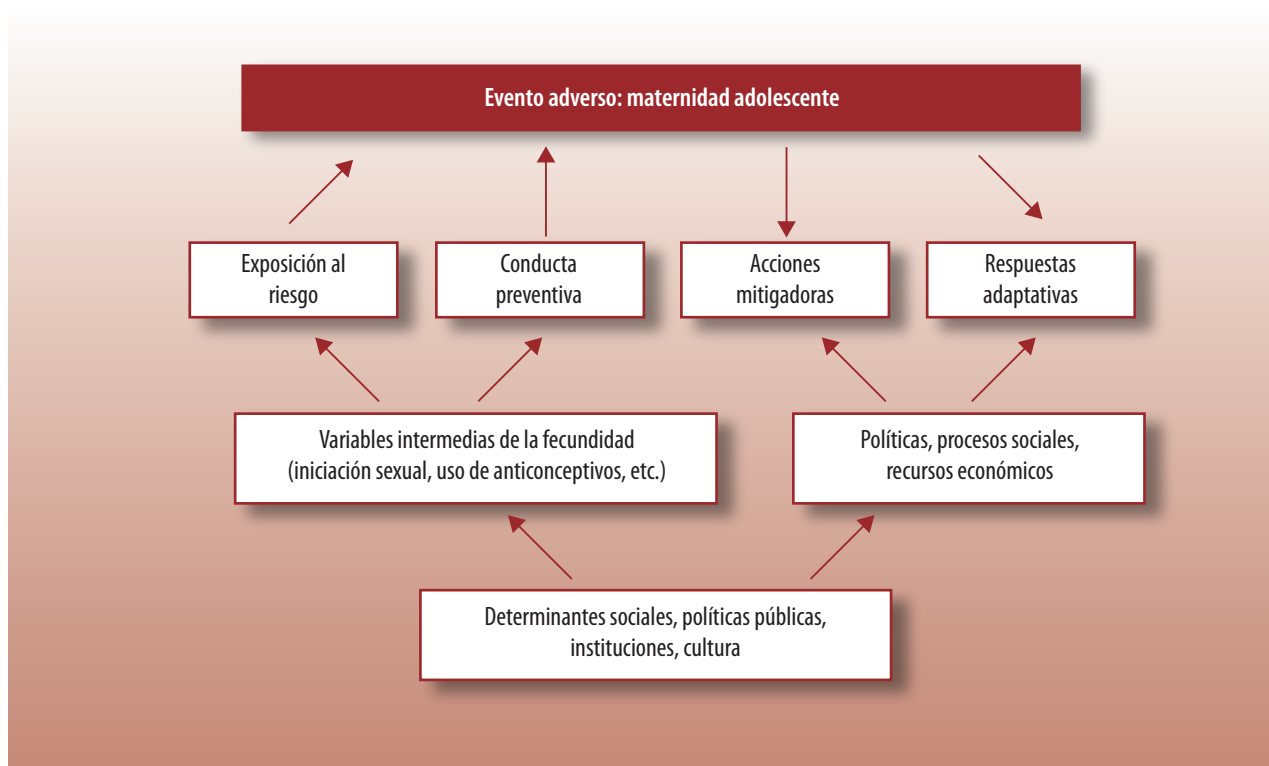 Evento adverso: maternidad adolescente
Exposición al
riesgo
Conducta
preventiva
Acciones
mitigadoras
Respuestas
adaptativas
Variables intermedias de la fecundidad
(iniciación sexual, uso de anticonceptivos, etc.)
Políticas, procesos sociales,
recursos económicos
Determinantes sociales, políticas públicas,
instituciones, cultura